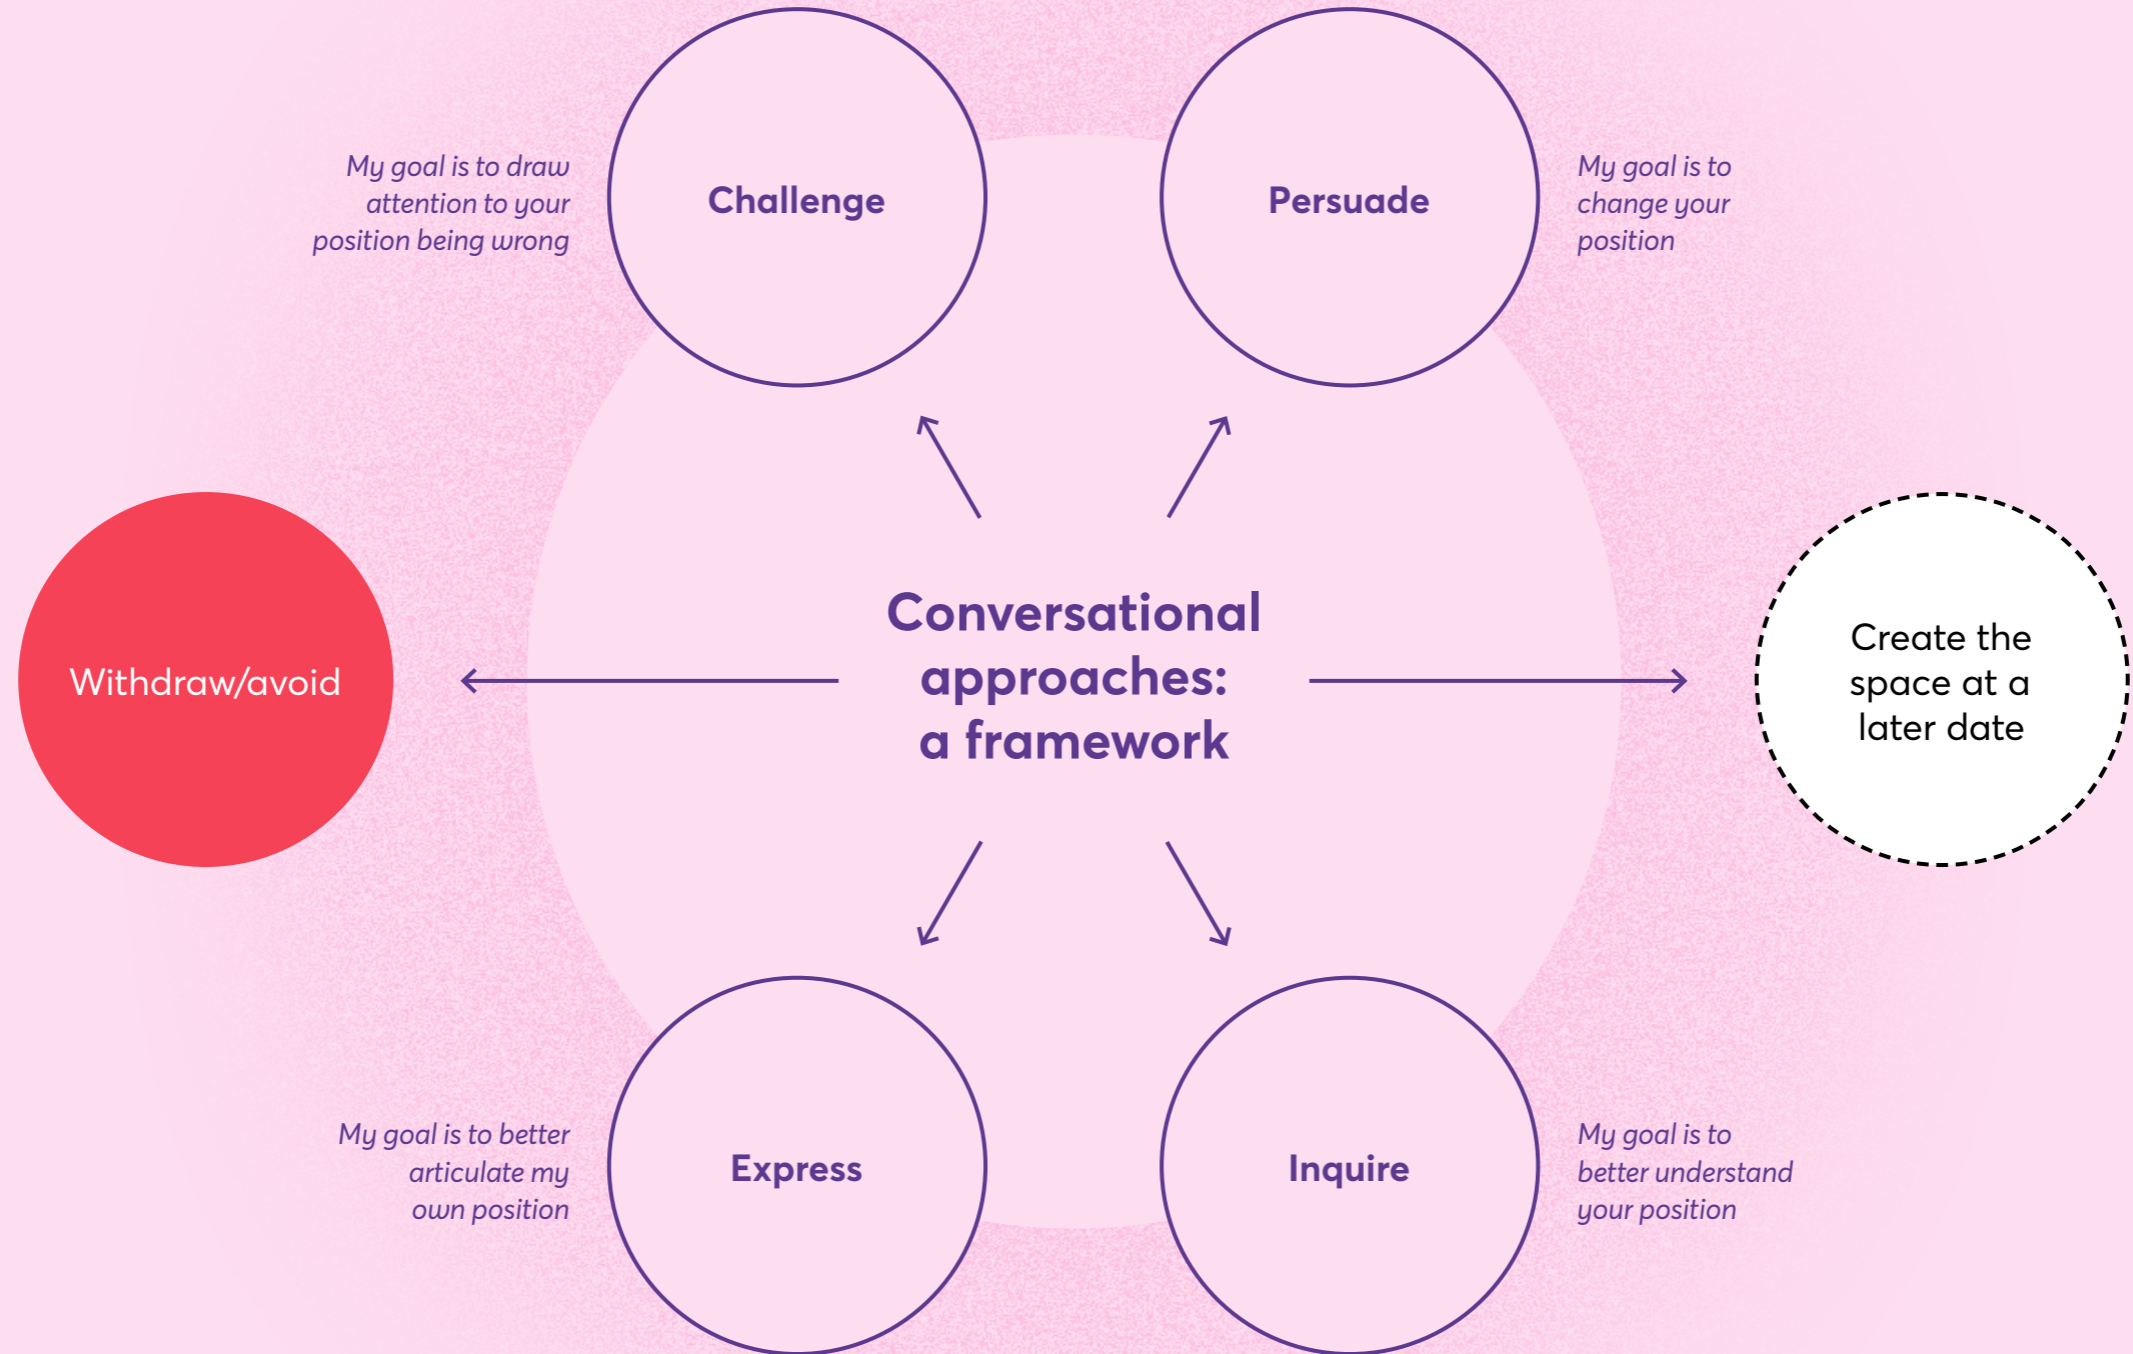 My goal is to draw
attention to your
position being wrong
Challenge
Persuade
My goal is to
change your
position
Withdraw/avoid
Conversational
approaches:
a framework
Create the
space at a
later date
My goal is to better
articulate my
own position
Express
Inquire
My goal is to
better understand
your position